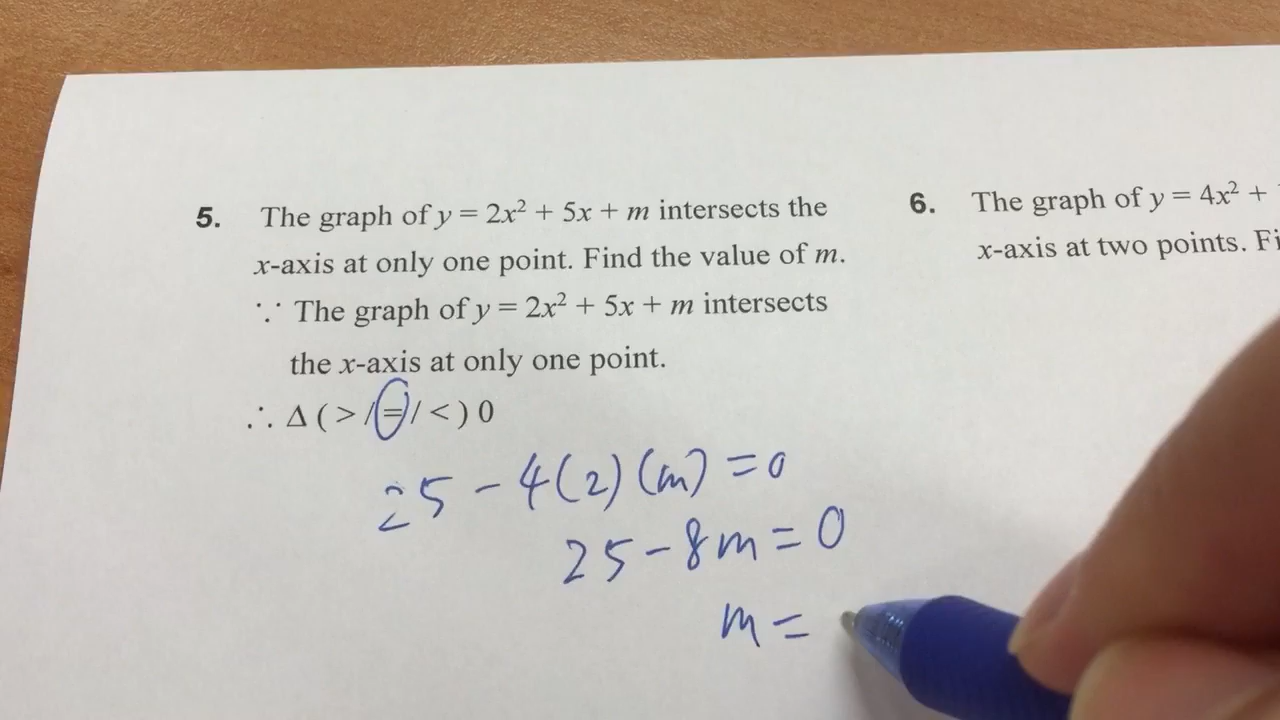 5. The graph of y = 2x² + 5x + m intersects the
x-axis at only one point. Find the value of m.
∵ The graph of y = 2x² + 5x + m intersects
the x-axis at only one point.
∴ Δ ( > / = / < ) 0
25 - 4(2)(m) = 0
25 - 8m = 0
m =
6. The graph of y = 4x² +
x-axis at two points.